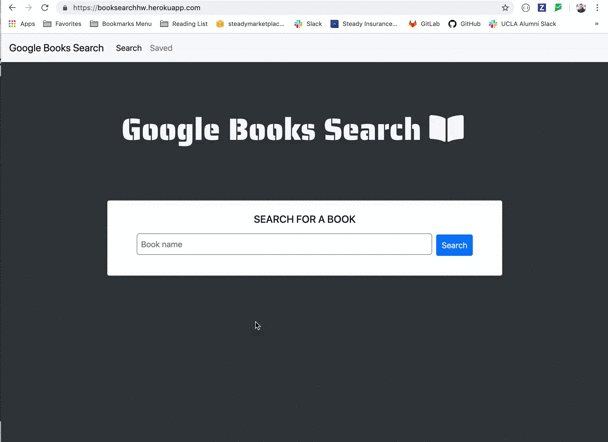 https://booksearchhw.herokuapp.com
Apps Favorites Bookmarks Menu Reading List steadymarketplac... Slack Steady Insurance... GitLab GitHub UCLA Alumni Slack
Google Books Search Search Saved
Google Books Search
SEARCH FOR A BOOK
Book name Search